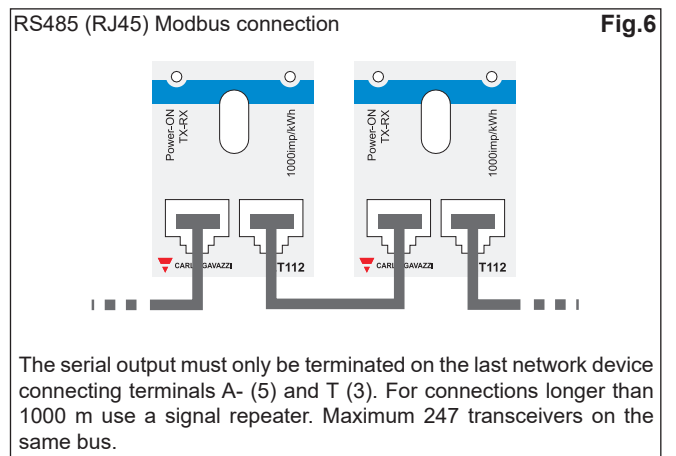 RS485 (RJ45) Modbus connection Fig.6
Power-ON
TX-RX
1000imp/kWh
Power-ON
TX-RX
1000imp/kWh
GAVAZZI
T112
GAVAZZI
T112
The serial output must only be terminated on the last network device
connecting terminals A- (5) and T (3). For connections longer than
1000 m use a signal repeater. Maximum 247 transceivers on the
same bus.